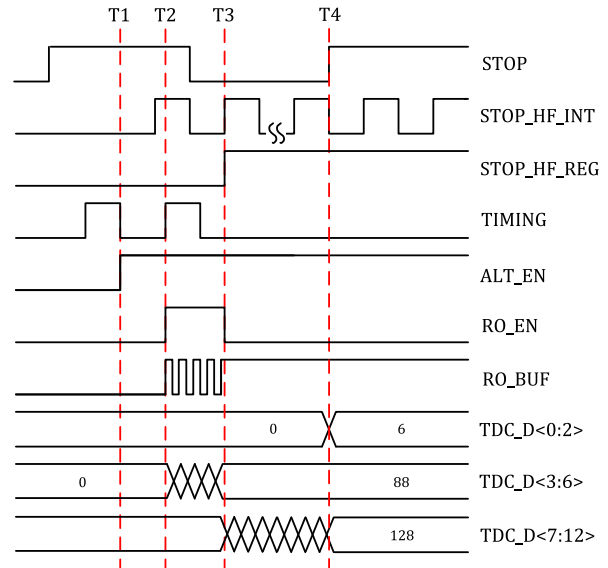 T1 T2 T3 T4
STOP
STOP_HF_INT
STOP_HF_REG
TIMING
ALT_EN
RO_EN
RO_BUF
0 6 TDC_D<0:2>
0 88 TDC_D<3:6>
128 TDC_D<7:12>